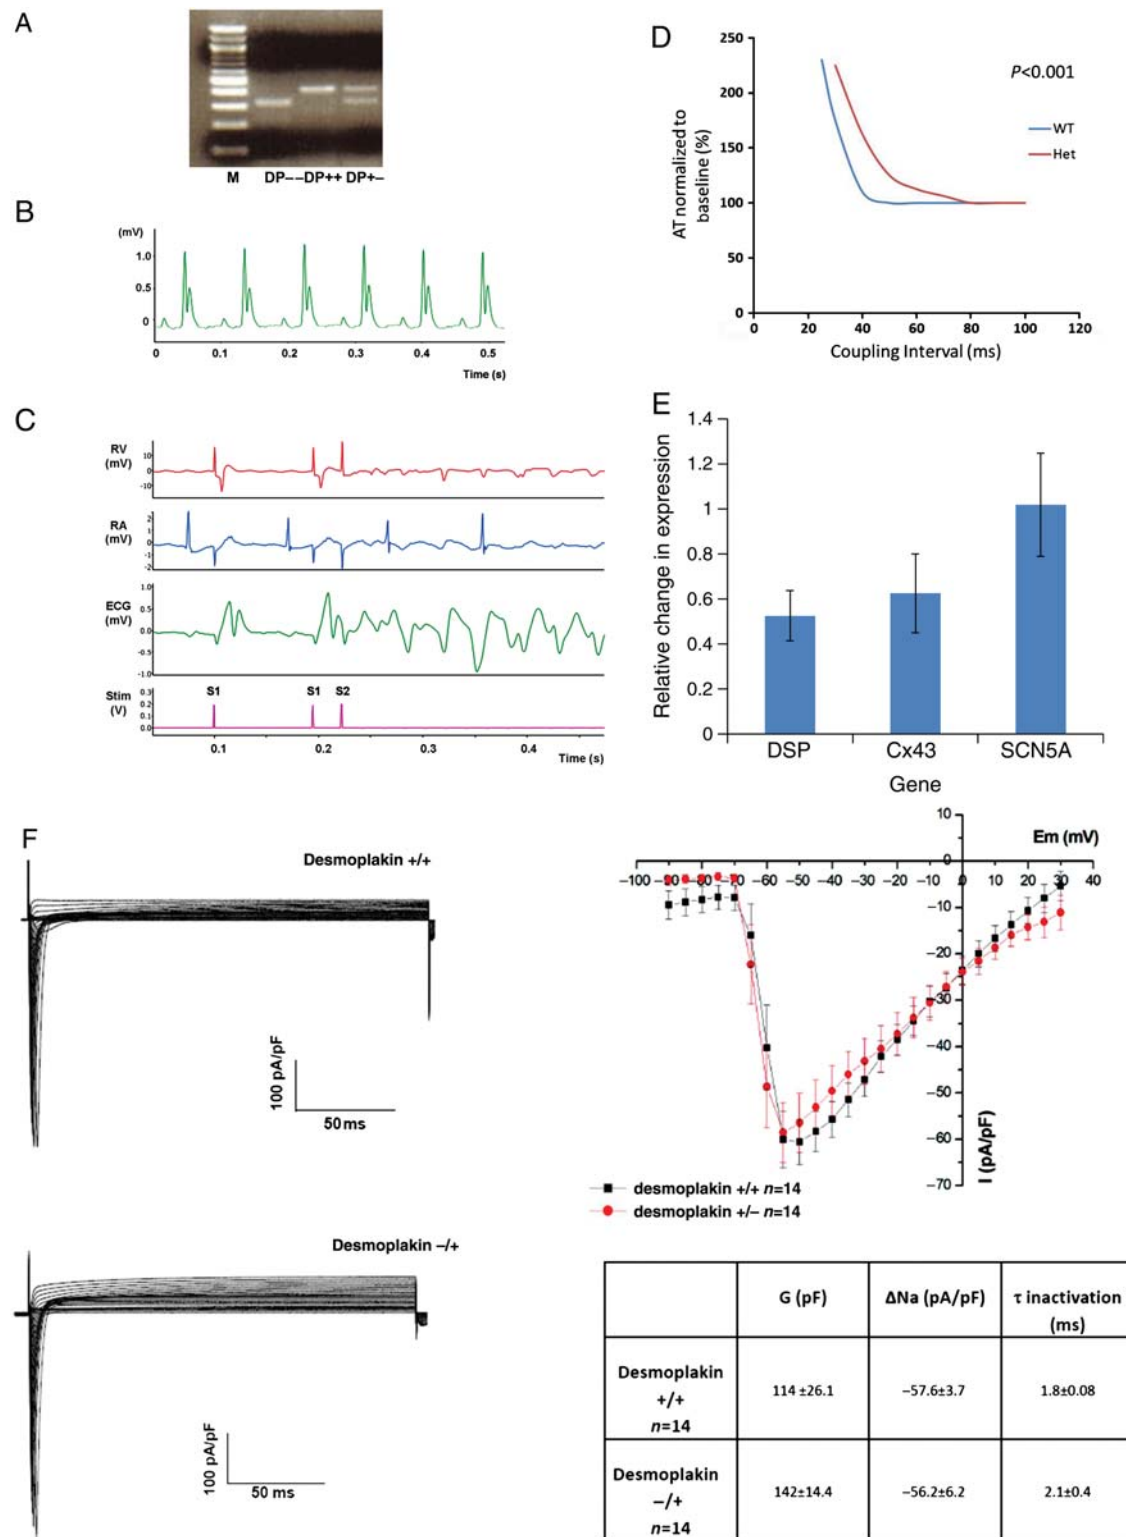 A
M DP– –DP++ DP+–
B
(mV)
1.0
0.5
0
0 0.1 0.2 0.3 0.4 0.5
Time (s)
C
RV
(mV)
10
0
-10
RA
(mV)
2
1
0
-1
-2
ECG
(mV)
1.0
0.5
0.0
-0.5
-1.0
Stim
(V)
0.3
0.2
0.1
0.0
S1 S1 S2
0.1 0.2 0.3 0.4
Time (s)
D
AT normalized to
baseline (%)
250
200
150
100
50
0
0 20 40 60 80 100 120
Coupling Interval (ms)
P<0.001
WT
Het
E
Relative change in expression
1.4
1.2
1
0.8
0.6
0.4
0.2
0
DSP Cx43 SCN5A
Gene
F
Desmoplakin +/+
100 pA/pF
50 ms
Desmoplakin –/+
100 pA/pF
50 ms
10
Em (mV)
–100 –80 –60 –40 –20 0 10 20 30 40
–10
–20
–30
–40
–50
–60
–70
I (pA/pF)
desmoplakin +/+ n=14
desmoplakin +/– n=14
G (pF) ΔNa (pA/pF) τ inactivation
(ms)
Desmoplakin
+/+
n=14
114 ±26.1 –57.6±3.7 1.8±0.08
Desmoplakin
–/+
n=14
142±14.4 –56.2±6.2 2.1±0.4